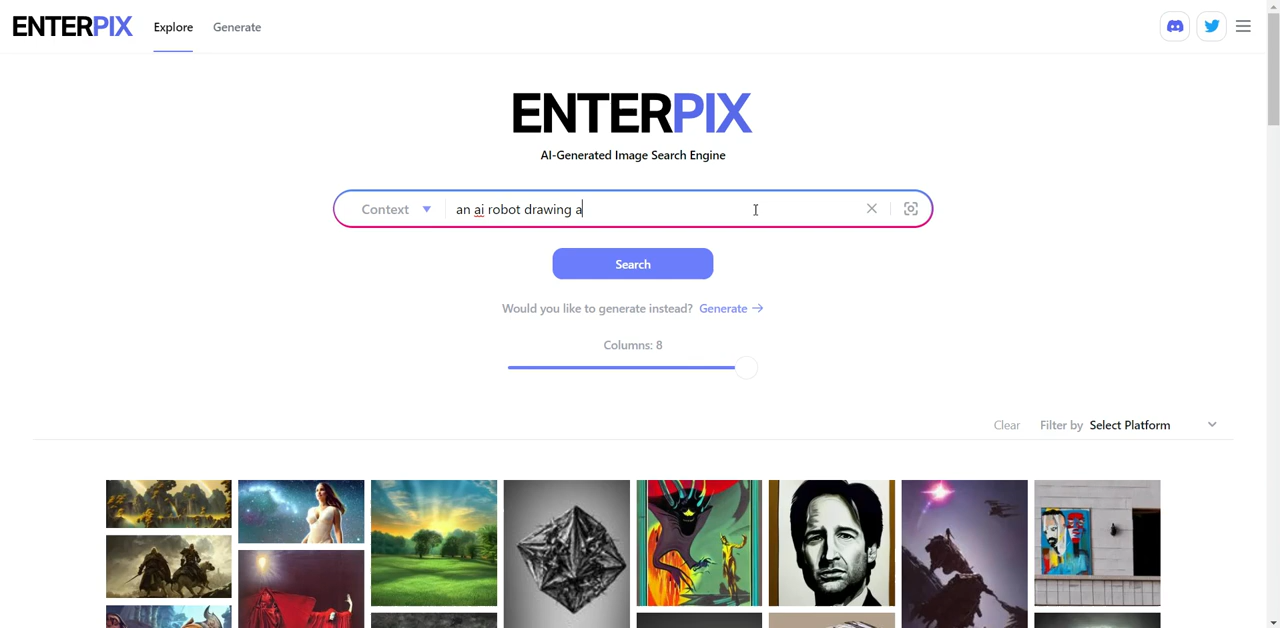 ENTERPIX Explore Generate
ENTERPIX
AI-Generated Image Search Engine
Context an ai robot drawing a
Search
Would you like to generate instead? Generate →
Columns: 8
Clear Filter by Select Platform